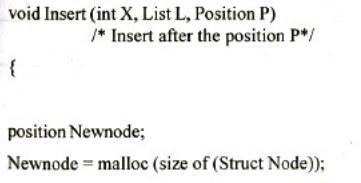 void Insert (int X, List L, Position P)
/* Insert after the position P*/
{
position Newnode;
Newnode = malloc (size of (Struct Node));